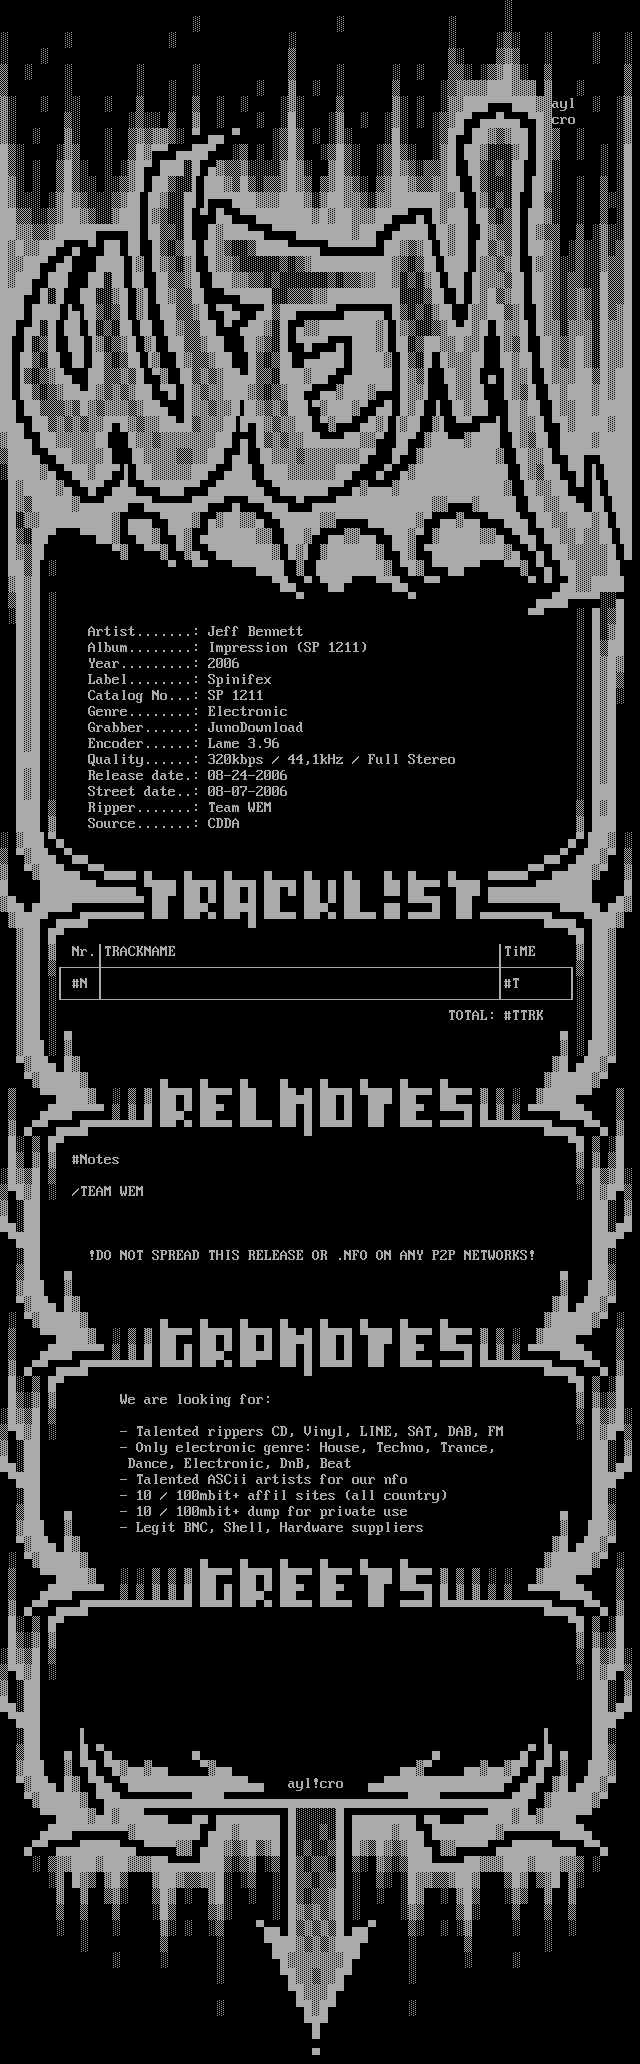 WEM
ayl
cro
Artist.......: Jeff Bennett
Album........: Impression (SP 1211)
Year.........: 2006
Label........: Spinifex
Catalog No...: SP 1211
Genre........: Electronic
Grabber......: JunoDownload
Encoder......: Lame 3.96
Quality......: 320kbps / 44,1kHz / Full Stereo
Release date.: 08-24-2006
Street date..: 08-07-2006
Ripper.......: Team WEM
Source.......: CDDA
TRACKLiST
Nr. TRACKNAME TiME
#N #T
TOTAL: #TTRK
RELNOTES
#Notes
/TEAM WEM
!DO NOT SPREAD THIS RELEASE OR .NFO ON ANY P2P NETWORKS!
GRPNOTES
We are looking for:
- Talented rippers CD, Vinyl, LINE, SAT, DAB, FM
- Only electronic genre: House, Techno, Trance,
Dance, Electronic, DnB, Beat
- Talented ASCii artists for our nfo
- 10 / 100mbit+ affil sites (all country)
- 10 / 100mbit+ dump for private use
- Legit BNC, Shell, Hardware suppliers
GREETS
ayl!cro